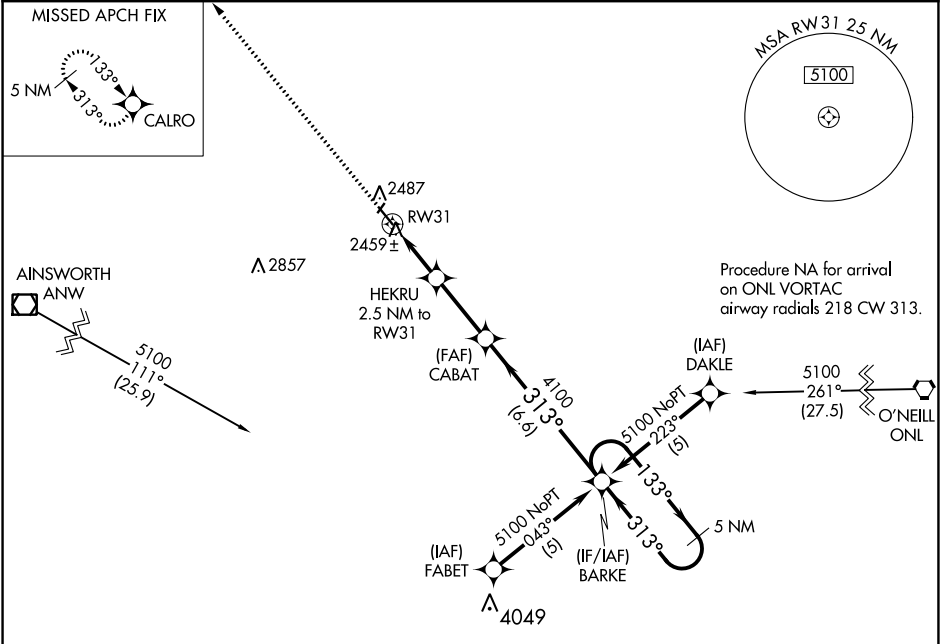 MISSED APCH FIX
5 NM
133°
313°
CALRO
MSA RW31 25 NM
5100
2487
RW31
2459±
2857
AINSWORTH
ANW
5100
111°
(25.9)
HEKRU
2.5 NM to
RW31
(FAF)
CABAT
4100
313°
(6.6)
Procedure NA for arrival
on ONL VORTAC
airway radials 218 CW 313.
(IAF)
DAKLE
5100
261°
(27.5)
O'NEILL
ONL
5100 NoPT
223°
(5)
133°
313°
5 NM
5100 NoPT
043°
(5)
(IAF)
FABET
(IF/IAF)
BARKE
4049